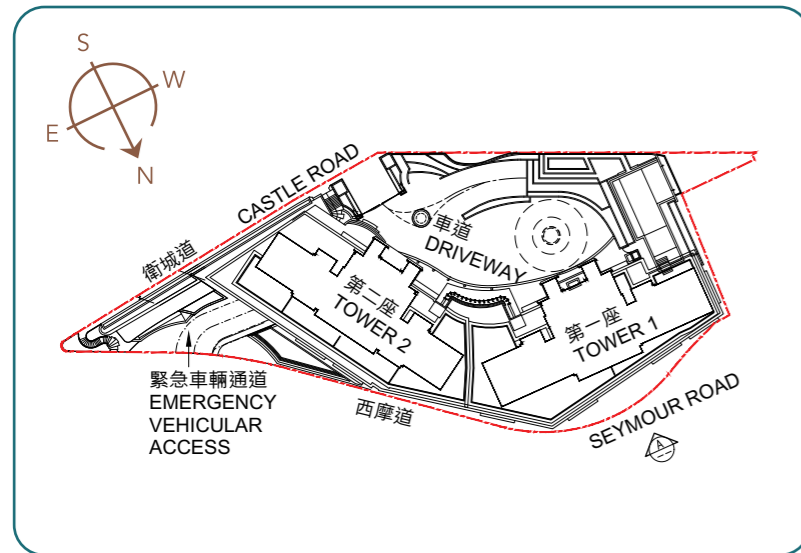 S
W
E
N
CASTLE ROAD
衛城道
車道
DRIVEWAY
第二座
TOWER 2
第一座
TOWER 1
緊急車輛通道
EMERGENCY
VEHICULAR
ACCESS
西摩道
SEYMOUR ROAD
A